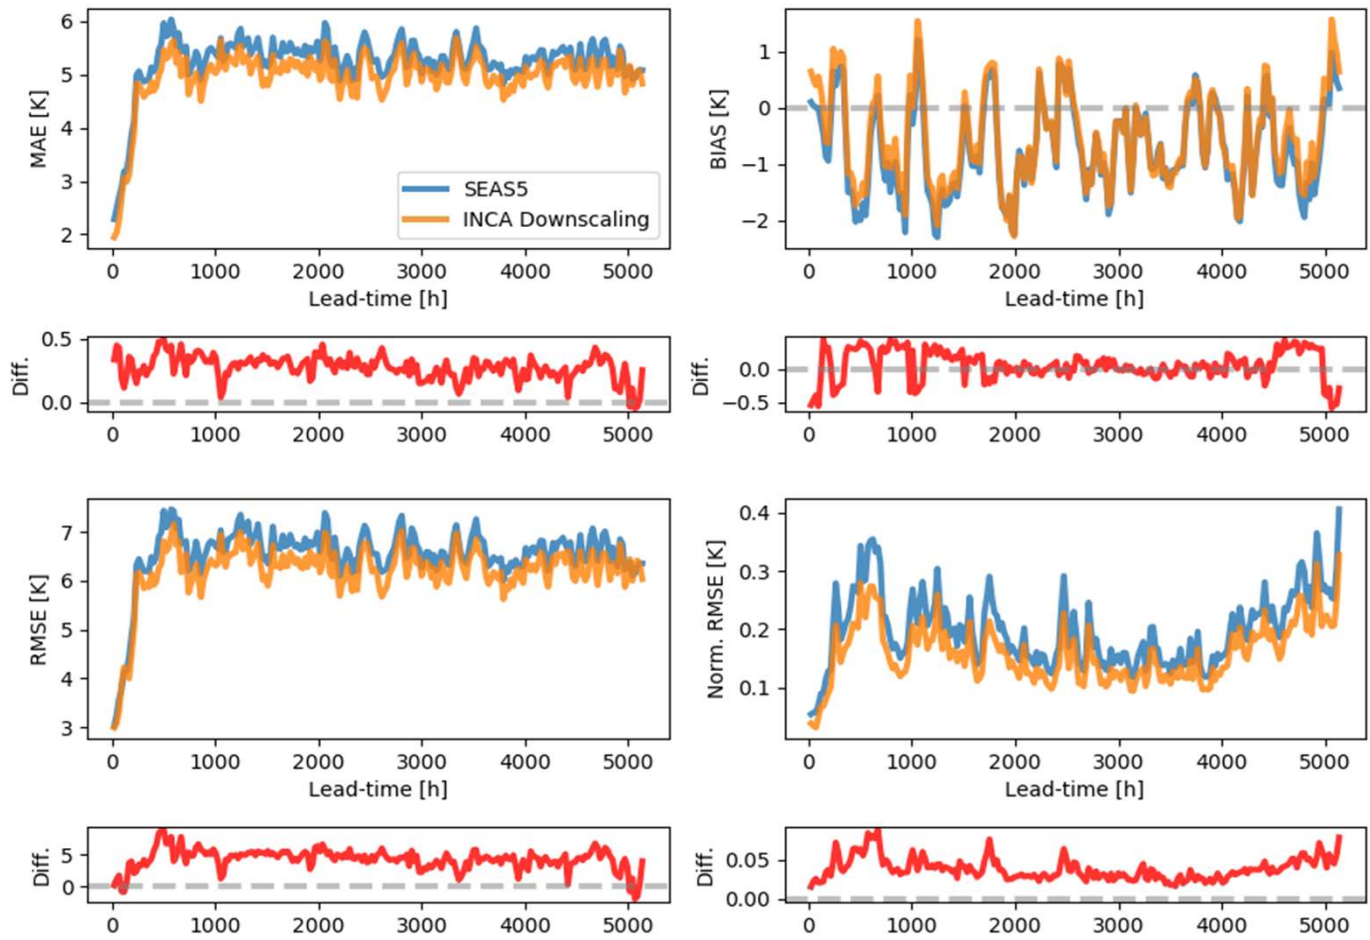 6
5
4
3
2
MAE [K]
SEAS5
INCA Downscaling
0 1000 2000 3000 4000 5000
Lead-time [h]
1
0
−1
−2
BIAS [K]
0 1000 2000 3000 4000 5000
Lead-time [h]
0.5
0.0
Diff.
0 1000 2000 3000 4000 5000
0.0
−0.5
Diff.
0 1000 2000 3000 4000 5000
7
6
5
4
3
RMSE [K]
0 1000 2000 3000 4000 5000
Lead-time [h]
0.4
0.3
0.2
0.1
Norm. RMSE [K]
0 1000 2000 3000 4000 5000
Lead-time [h]
5
0
Diff.
0 1000 2000 3000 4000 5000
0.05
0.00
Diff.
0 1000 2000 3000 4000 5000